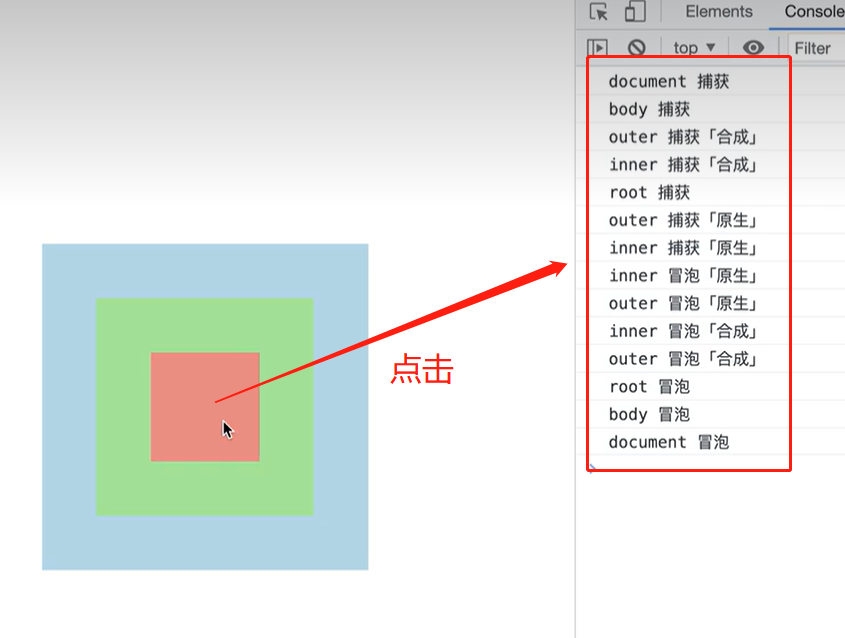 Elements Console
top ▼ Filter
document 捕获
body 捕获
outer 捕获「合成」
inner 捕获「合成」
root 捕获
outer 捕获「原生」
inner 捕获「原生」
inner 冒泡「原生」
outer 冒泡「原生」
inner 冒泡「合成」
outer 冒泡「合成」
root 冒泡
body 冒泡
document 冒泡
点击